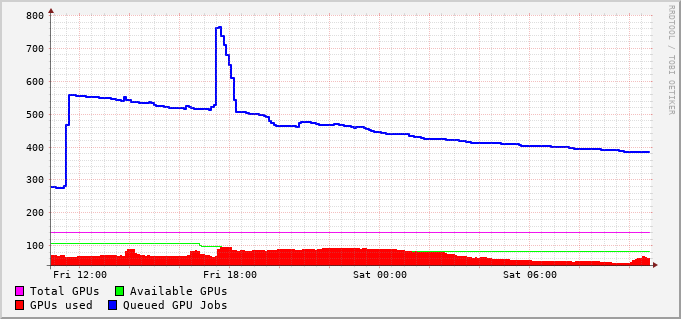 800
700
600
500
400
300
200
100
Fri 12:00 Fri 18:00 Sat 00:00 Sat 06:00
Total GPUs Available GPUs
GPUs used Queued GPU Jobs
RRDTOOL / TOBI OETIKER